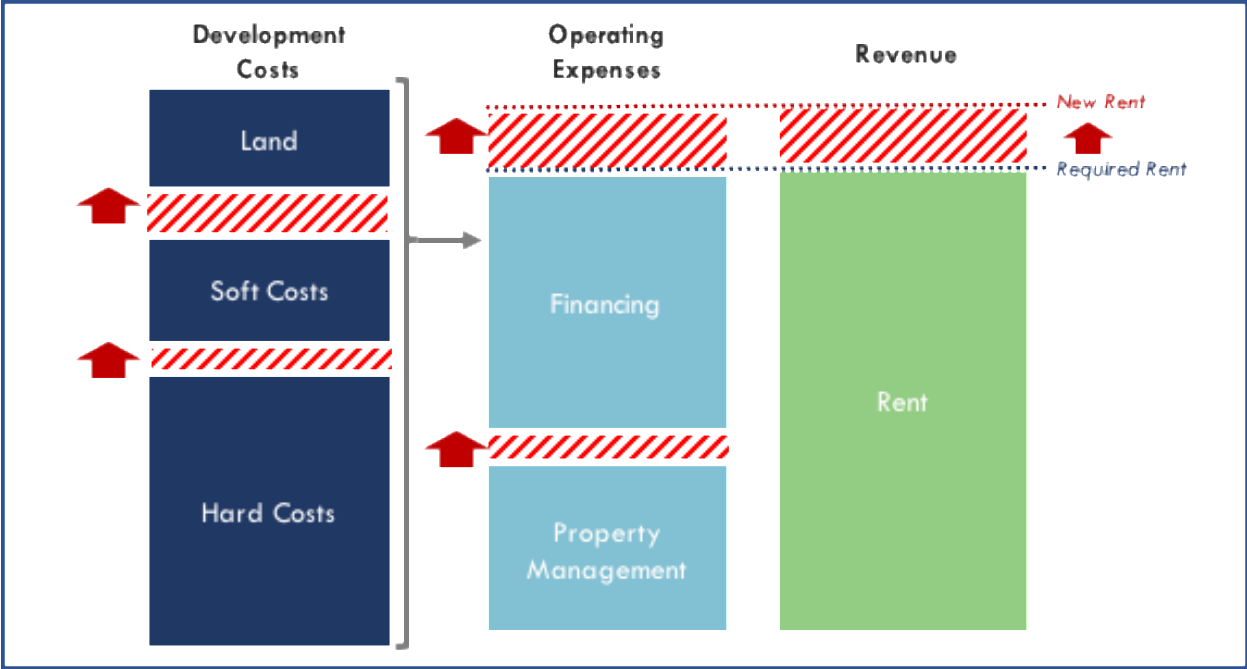 Development
Costs
Operating
Expenses
Revenue
New Rent
Required Rent
Land
Soft Costs
Hard Costs
Financing
Property
Management
Rent